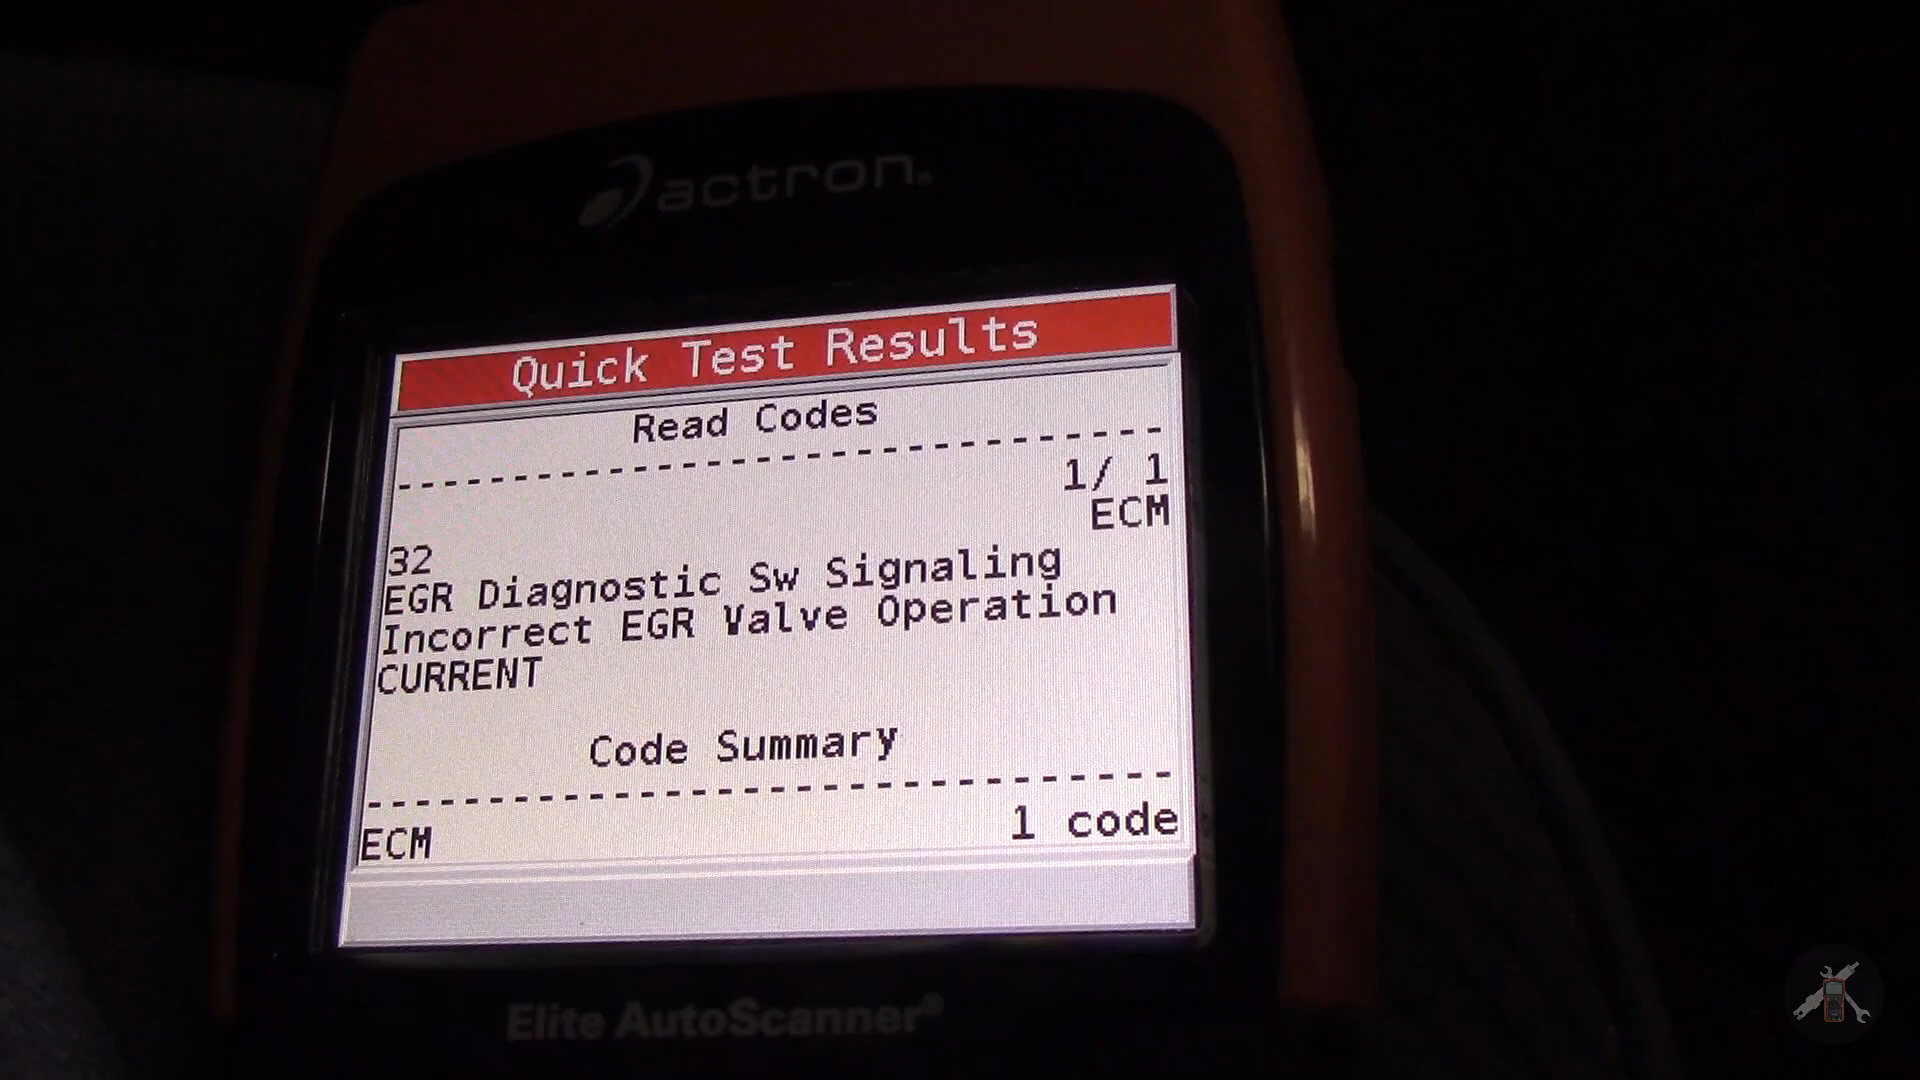 actron®
Quick Test Results
Read Codes
--------------------------------
1/ 1
ECM
32
EGR Diagnostic Sw Signaling
Incorrect EGR Valve Operation
CURRENT
Code Summary
--------------------------------
ECM 1 code
Elite AutoScanner®